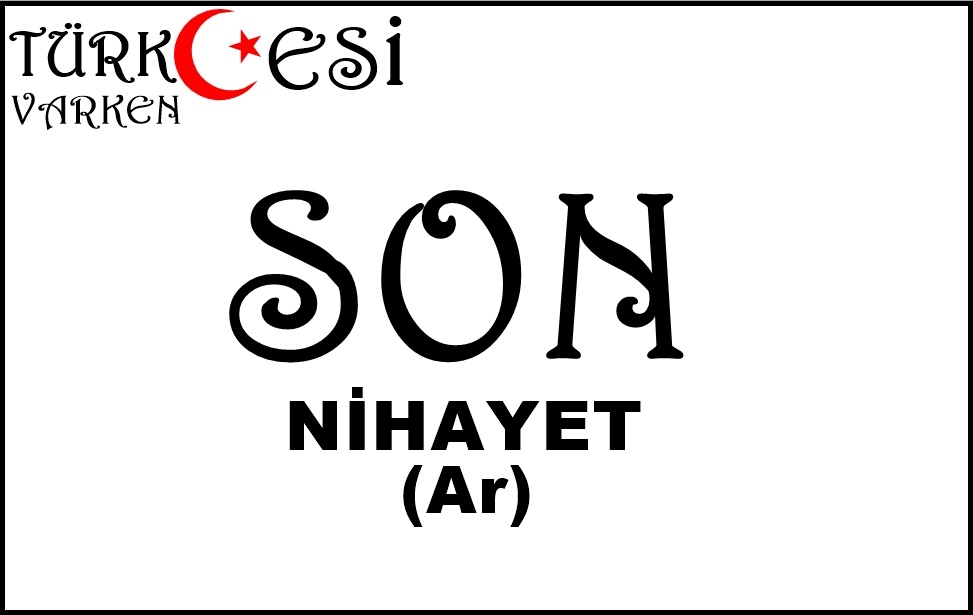 TÜRKÇESİ
VARKEN
SON
NİHAYET
(Ar)